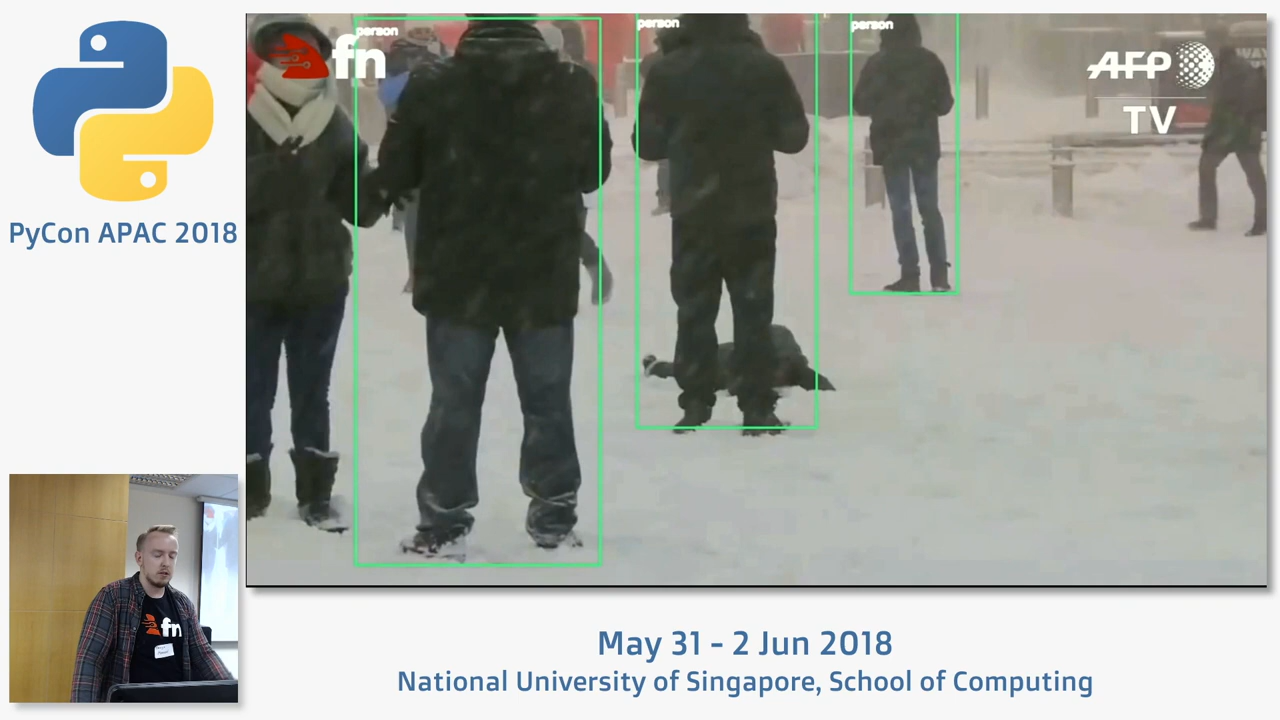 PyCon APAC 2018
person
person
person
fn
AFP
TV
fn
May 31 - 2 Jun 2018
National University of Singapore, School of Computing